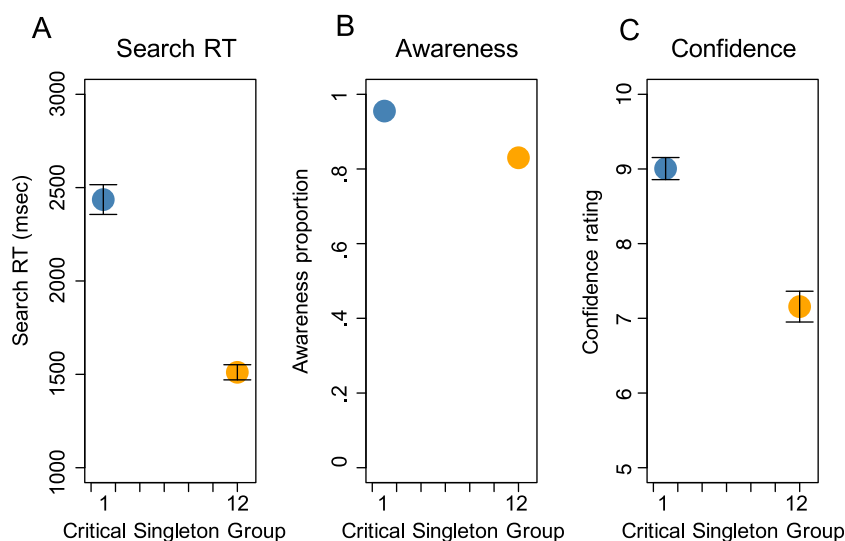 A
Search RT
Search RT (msec)
3000
2500
2000
1500
1000
1
12
Critical Singleton Group
B
Awareness
Awareness proportion
1
.8
.6
.4
.2
0
1
12
Critical Singleton Group
C
Confidence
Confidence rating
10
9
8
7
6
5
1
12
Critical Singleton Group